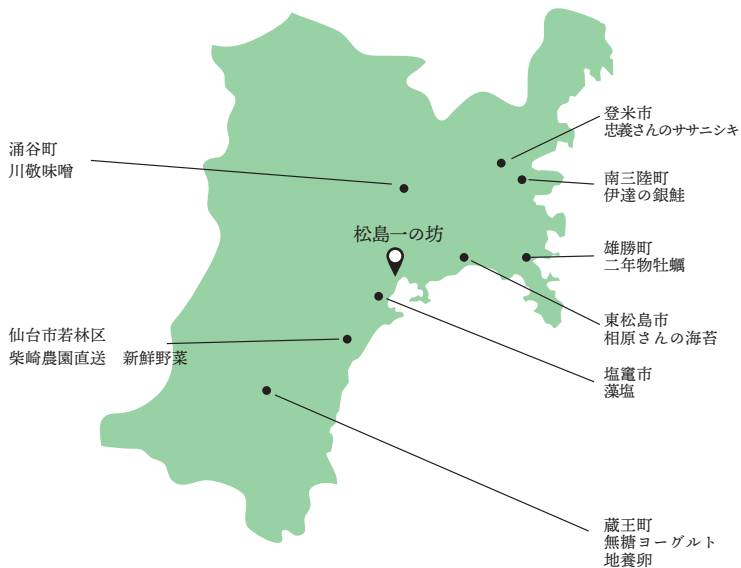 登米市
忠義さんのササニシキ
涌谷町
川敬味噌
南三陸町
伊達の銀鮭
松島一の坊
雄勝町
二年物牡蠣
東松島市
相原さんの海苔
仙台市若林区
柴崎農園直送　新鮮野菜
塩竈市
藻塩
蔵王町
無糖ヨーグルト
地養卵